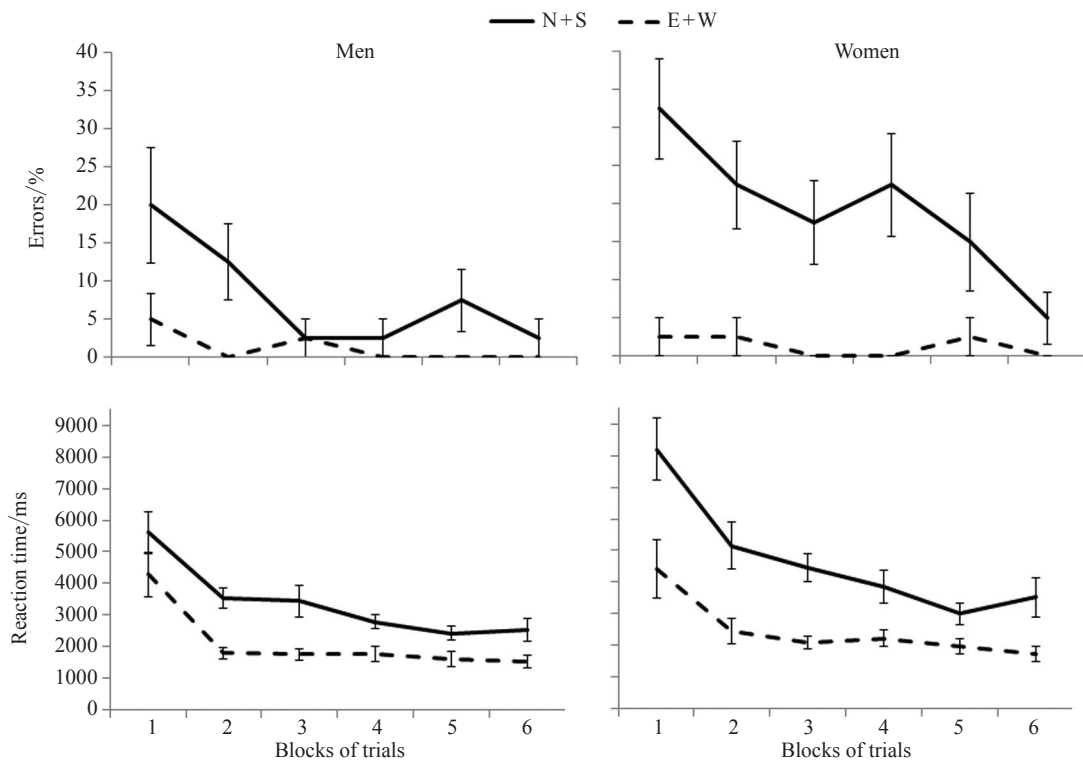 N+S E+W
Men Women
40
35
30
25
20
15
10
5
0
Errors/%
9000
8000
7000
6000
5000
4000
3000
2000
1000
0
Reaction time/ms
1 2 3 4 5 6
Blocks of trials
1 2 3 4 5 6
Blocks of trials